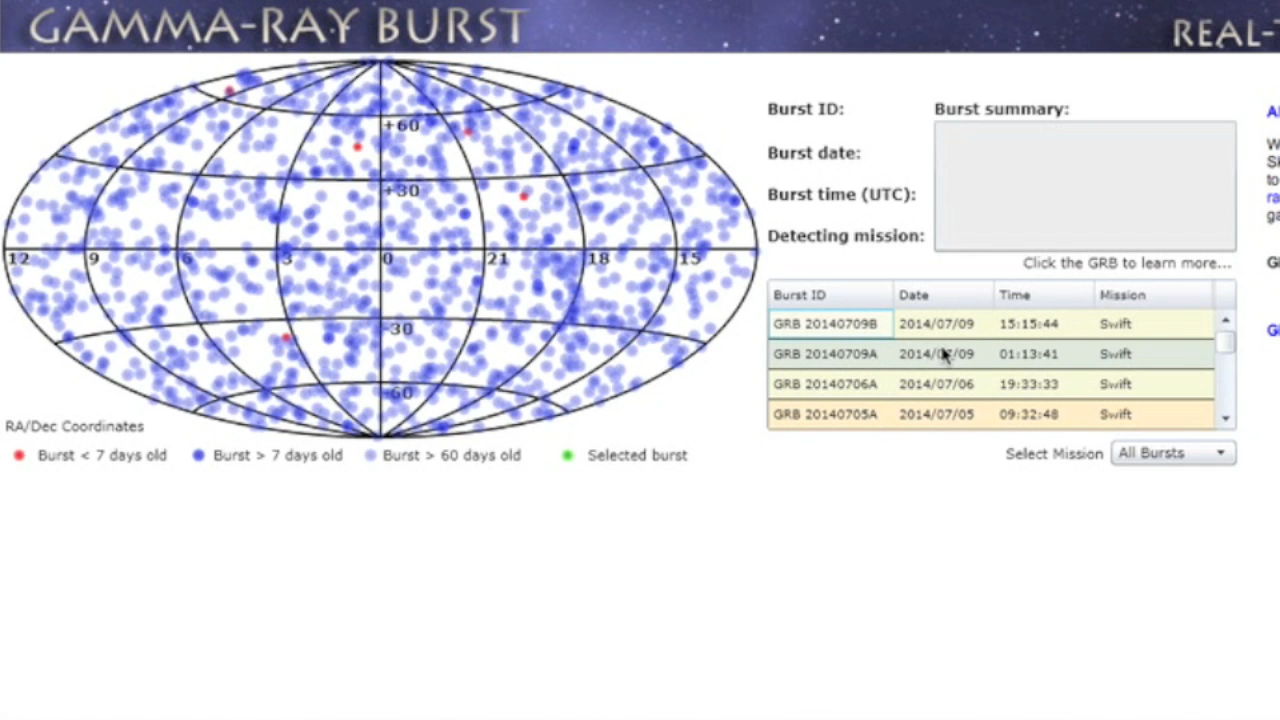 GAMMA-RAY BURST
REAL-
+60
+30
12 9 6 3 0 21 18 15
-30
-60
RA/Dec Coordinates
Burst < 7 days old Burst > 7 days old Burst > 60 days old Selected burst
Burst ID:
Burst date:
Burst time (UTC):
Detecting mission:
Burst summary:
Click the GRB to learn more...
Burst ID Date Time Mission
GRB 20140709B 2014/07/09 15:15:44 Swift
GRB 20140709A 2014/07/09 01:13:41 Swift
GRB 20140706A 2014/07/06 19:33:33 Swift
GRB 20140705A 2014/07/05 09:32:48 Swift
Select Mission All Bursts
to